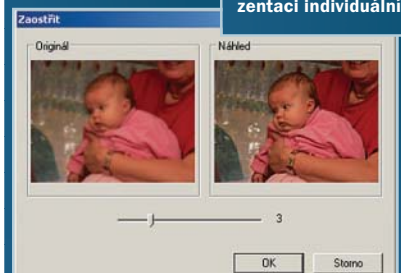 zentaci individuální
Zaostřit
Originál
Náhled
3
OK
Storno